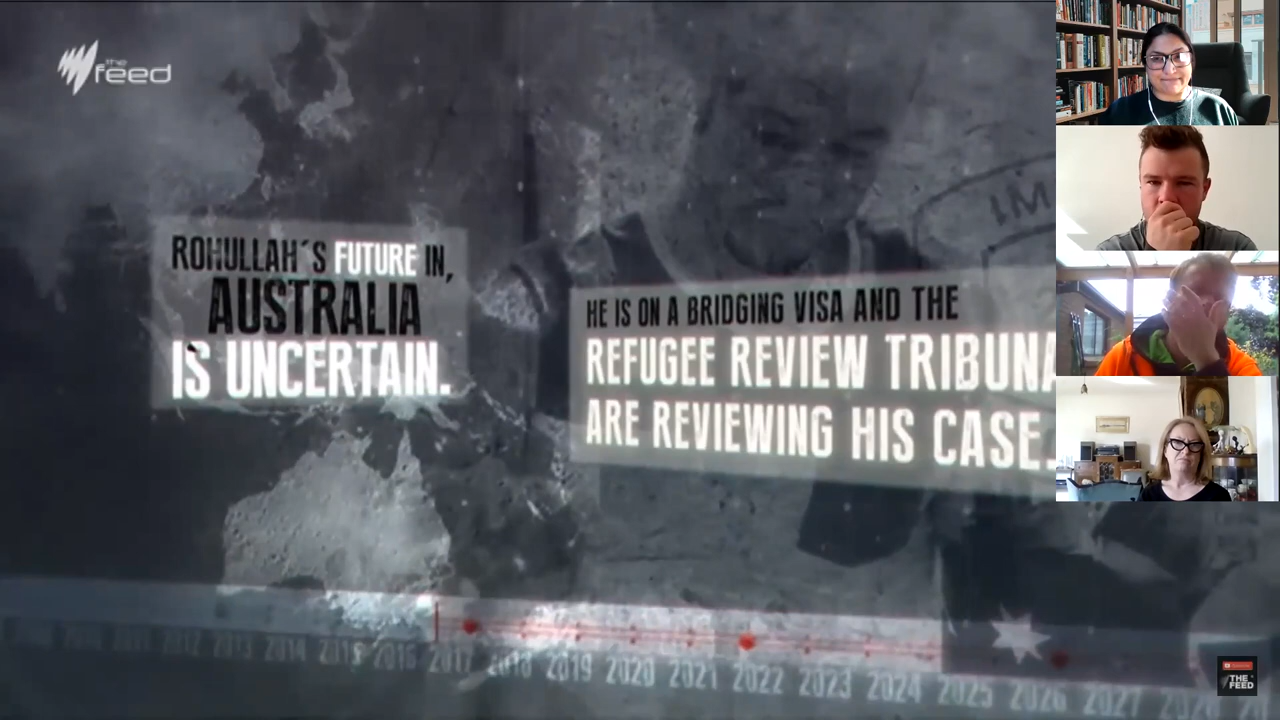 the
feed
ROHULLAH´S FUTURE IN,
AUSTRALIA
IS UNCERTAIN.
HE IS ON A BRIDGING VISA AND THE
REFUGEE REVIEW TRIBUNA
ARE REVIEWING HIS CASE.
IM
2012 2013 2014 2015 2016 2017 2018 2019 2020 2021 2022 2023 2024 2025 2026 2027
THE
FEED